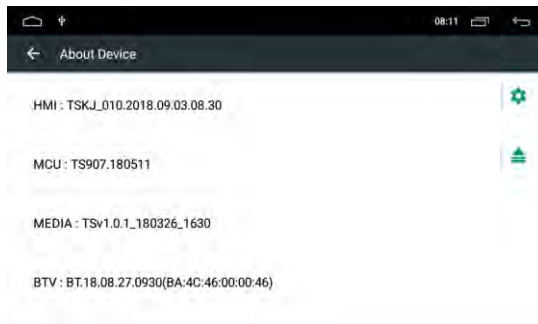 08:11
About Device
HMI : TSKJ_010.2018.09.03.08.30
MCU : TS907.180511
MEDIA : TSv1.0.1_180326_1630
BTV : BT.18.08.27.0930(BA:4C:46:00:00:46)